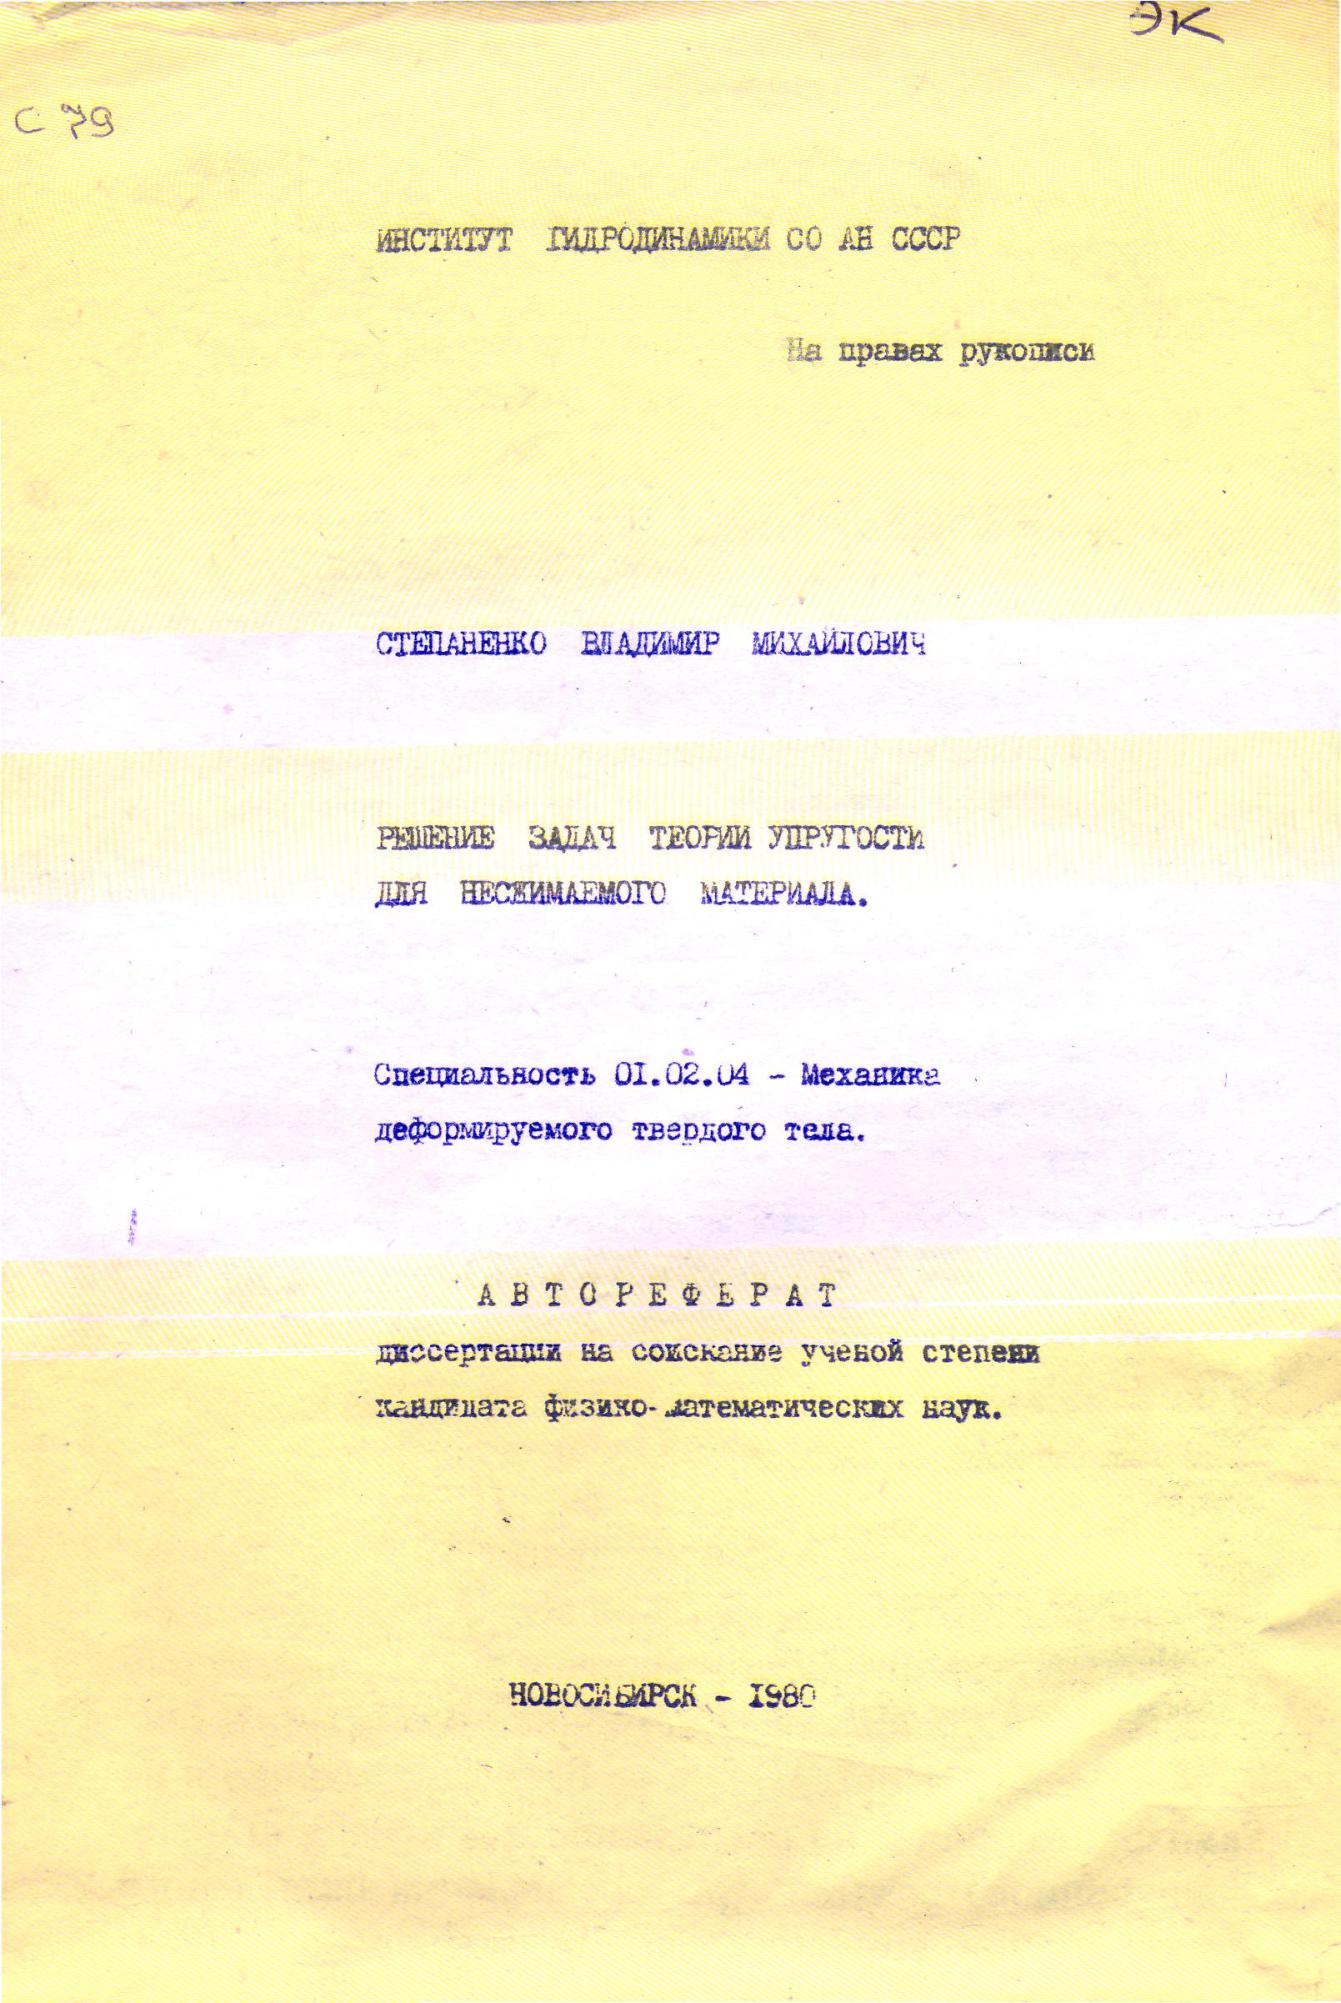 ЭК
С 79
ИНСТИТУТ ГИДРОДИНАМИКИ СО АН СССР
На правах рукописи
СТЕПАНЕНКО ВЛАДИМИР МИХАЙЛОВИЧ
РЕШЕНИЕ ЗАДАЧ ТЕОРИИ УПРУГОСТИ
ДЛЯ НЕСЖИМАЕМОГО МАТЕРИАЛА.
Специальность 01.02.04 - Механика
деформируемого твердого тела.
АВТОРЕФЕРАТ
диссертации на соискание ученой степени
кандидата физико-математических наук.
НОВОСИБИРСК - 1980